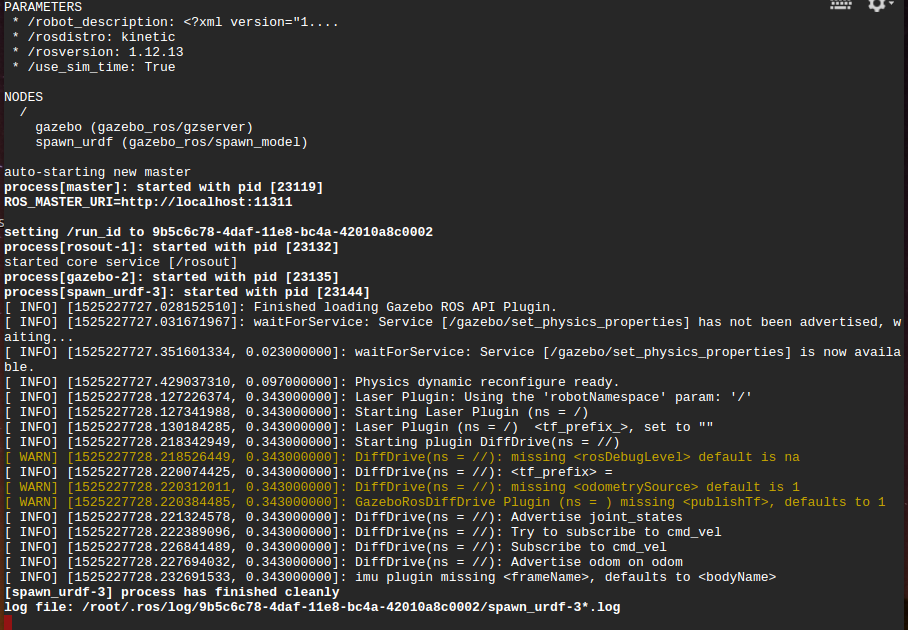 PARAMETERS
 * /robot_description: <?xml version="1....
 * /rosdistro: kinetic
 * /rosversion: 1.12.13
 * /use_sim_time: True
NODES
  /
    gazebo (gazebo_ros/gzserver)
    spawn_urdf (gazebo_ros/spawn_model)
auto-starting new master
process[master]: started with pid [23119]
ROS_MASTER_URI=http://localhost:11311
setting /run_id to 9b5c6c78-4daf-11e8-bc4a-42010a8c0002
process[rosout-1]: started with pid [23132]
started core service [/rosout]
process[gazebo-2]: started with pid [23135]
process[spawn_urdf-3]: started with pid [23144]
[ INFO] [1525227727.028152510]: Finished loading Gazebo ROS API Plugin.
[ INFO] [1525227727.031671967]: waitForService: Service [/gazebo/set_physics_properties] has not been advertised, w
aiting...
[ INFO] [1525227727.351601334, 0.023000000]: waitForService: Service [/gazebo/set_physics_properties] is now availa
ble.
[ INFO] [1525227727.429037310, 0.097000000]: Physics dynamic reconfigure ready.
[ INFO] [1525227728.127226374, 0.343000000]: Laser Plugin: Using the 'robotNamespace' param: '/'
[ INFO] [1525227728.127341988, 0.343000000]: Starting Laser Plugin (ns = /)
[ INFO] [1525227728.130184285, 0.343000000]: Laser Plugin (ns = /)  <tf_prefix_>, set to ""
[ INFO] [1525227728.218342949, 0.343000000]: Starting plugin DiffDrive(ns = //)
[ WARN] [1525227728.218526449, 0.343000000]: DiffDrive(ns = //): missing <rosDebugLevel> default is na
[ INFO] [1525227728.220074425, 0.343000000]: DiffDrive(ns = //): <tf_prefix> =
[ WARN] [1525227728.220312011, 0.343000000]: DiffDrive(ns = //): missing <odometrySource> default is 1
[ WARN] [1525227728.220384485, 0.343000000]: GazeboRosDiffDrive Plugin (ns = ) missing <publishTf>, defaults to 1
[ INFO] [1525227728.221324578, 0.343000000]: DiffDrive(ns = //): Advertise joint_states
[ INFO] [1525227728.222389096, 0.343000000]: DiffDrive(ns = //): Try to subscribe to cmd_vel
[ INFO] [1525227728.226841489, 0.343000000]: DiffDrive(ns = //): Subscribe to cmd_vel
[ INFO] [1525227728.227694032, 0.343000000]: DiffDrive(ns = //): Advertise odom on odom
[ INFO] [1525227728.232691533, 0.343000000]: imu plugin missing <frameName>, defaults to <bodyName>
[spawn_urdf-3] process has finished cleanly
log file: /root/.ros/log/9b5c6c78-4daf-11e8-bc4a-42010a8c0002/spawn_urdf-3*.log